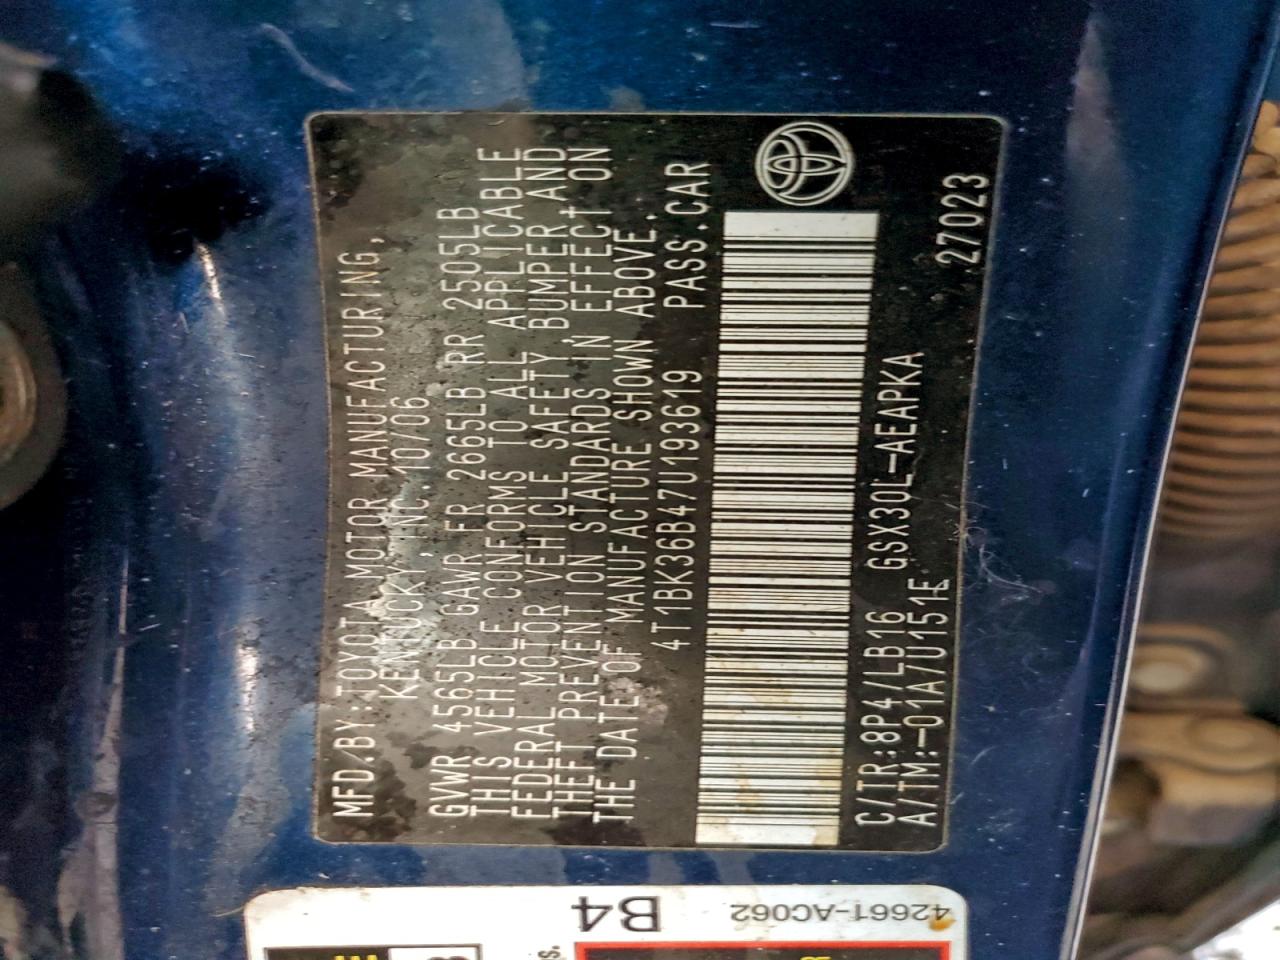 MFD.BY:TOYOTA MOTOR MANUFACTURING,
KENTUCKY,INC.10/06
GVWR 4565LB GAWR FR 2665LB RR 2505LB
THIS VEHICLE CONFORMS TO ALL APPLICABLE
FEDERAL MOTOR VEHICLE SAFETY, BUMPER, AND
THEFT PREVENTION STANDARDS IN EFFECT ON
THE DATE OF MANUFACTURE SHOWN ABOVE.
4T1BK36B47U193619 PASS.CAR
C/TR:8P4/LB16 GSX30L-AEAPKA
A/TM:-01A/U151E 27023
42661-AC062
B4